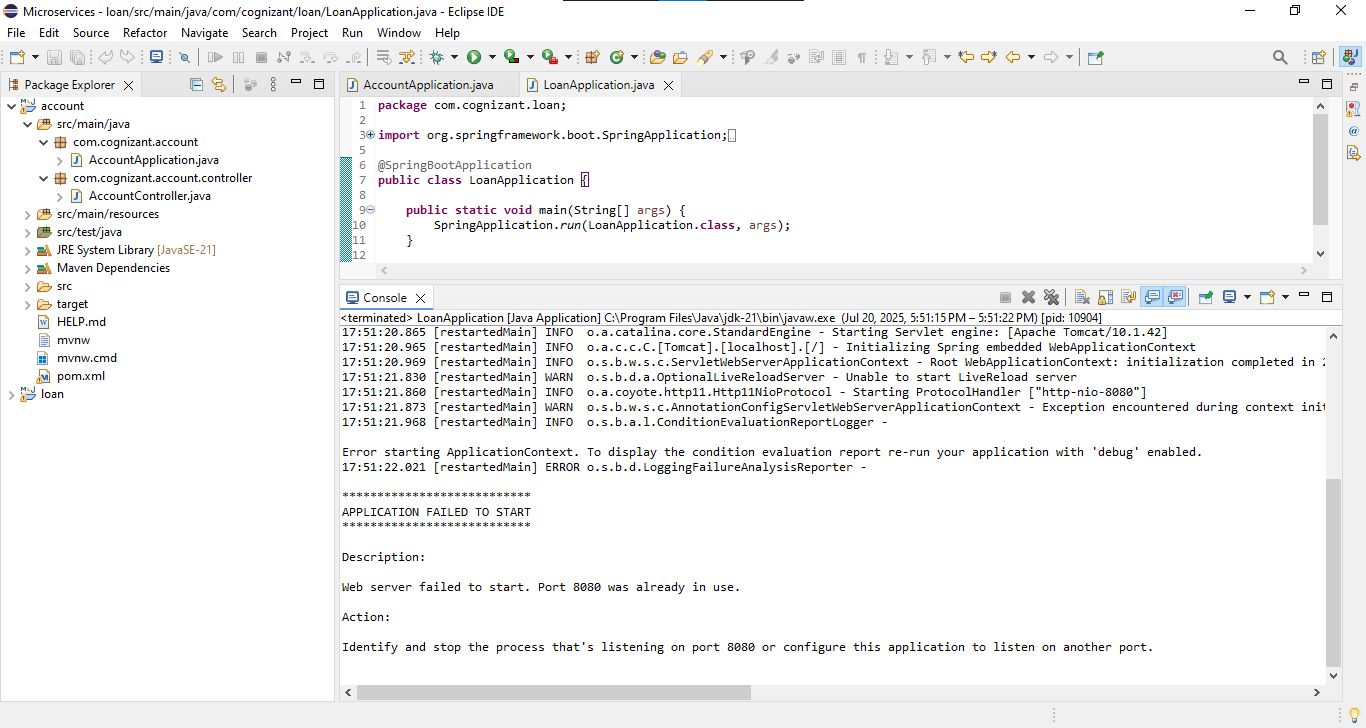 Microservices - loan/src/main/java/com/cognizant/loan/LoanApplication.java - Eclipse IDE
File Edit Source Refactor Navigate Search Project Run Window Help
Package Explorer
account
src/main/java
com.cognizant.account
AccountApplication.java
com.cognizant.account.controller
AccountController.java
src/main/resources
src/test/java
JRE System Library [JavaSE-21]
Maven Dependencies
src
target
HELP.md
mvnw
mvnw.cmd
pom.xml
loan
AccountApplication.java LoanApplication.java
1 package com.cognizant.loan;
2
3 import org.springframework.boot.SpringApplication;
5
6 @SpringBootApplication
7 public class LoanApplication {
8
9 public static void main(String[] args) {
10 SpringApplication.run(LoanApplication.class, args);
11 }
12
Console
<terminated> LoanApplication [Java Application] C:\Program Files\Java\jdk-21\bin\javaw.exe (Jul 20, 2025, 5:51:15 PM – 5:51:22 PM) [pid: 10904]
17:51:20.865 [restartedMain] INFO  o.a.catalina.core.StandardEngine - Starting Servlet engine: [Apache Tomcat/10.1.42]
17:51:20.965 [restartedMain] INFO  o.a.c.c.C.[Tomcat].[localhost].[/] - Initializing Spring embedded WebApplicationContext
17:51:20.969 [restartedMain] INFO  o.s.b.w.s.c.ServletWebServerApplicationContext - Root WebApplicationContext: initialization completed in 2
17:51:21.830 [restartedMain] WARN  o.s.b.d.a.OptionalLiveReloadServer - Unable to start LiveReload server
17:51:21.860 [restartedMain] INFO  o.a.coyote.http11.Http11NioProtocol - Starting ProtocolHandler ["http-nio-8080"]
17:51:21.873 [restartedMain] WARN  o.s.b.w.s.c.AnnotationConfigServletWebServerApplicationContext - Exception encountered during context init
17:51:21.968 [restartedMain] INFO  o.s.b.a.l.ConditionEvaluationReportLogger -
Error starting ApplicationContext. To display the condition evaluation report re-run your application with 'debug' enabled.
17:51:22.021 [restartedMain] ERROR o.s.b.d.LoggingFailureAnalysisReporter -
***************************
APPLICATION FAILED TO START
***************************
Description:
Web server failed to start. Port 8080 was already in use.
Action:
Identify and stop the process that's listening on port 8080 or configure this application to listen on another port.